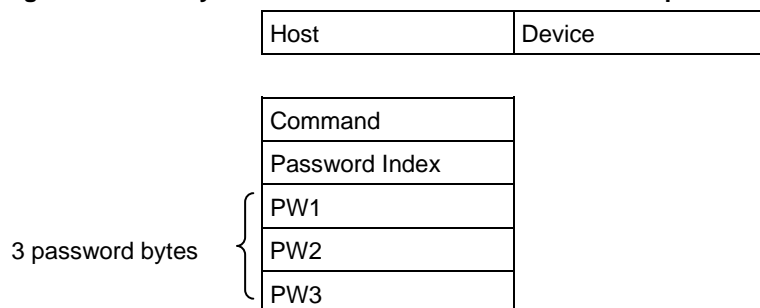 Host Device
Command
Password Index
PW1
3 password bytes PW2
PW3